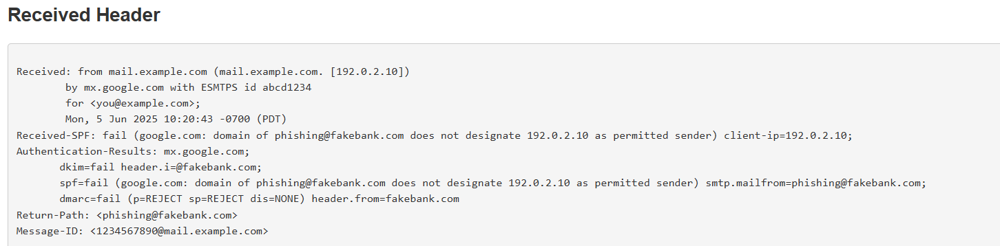 Received Header
Received: from mail.example.com (mail.example.com. [192.0.2.10])
by mx.google.com with ESMTPS id abcd1234
for <you@example.com>;
Mon, 5 Jun 2025 10:20:43 -0700 (PDT)
Received-SPF: fail (google.com: domain of phishing@fakebank.com does not designate 192.0.2.10 as permitted sender) client-ip=192.0.2.10;
Authentication-Results: mx.google.com;
dkim=fail header.i=@fakebank.com;
spf=fail (google.com: domain of phishing@fakebank.com does not designate 192.0.2.10 as permitted sender) smtp.mailfrom=phishing@fakebank.com;
dmarc=fail (p=REJECT sp=REJECT dis=NONE) header.from=fakebank.com
Return-Path: <phishing@fakebank.com>
Message-ID: <1234567890@mail.example.com>